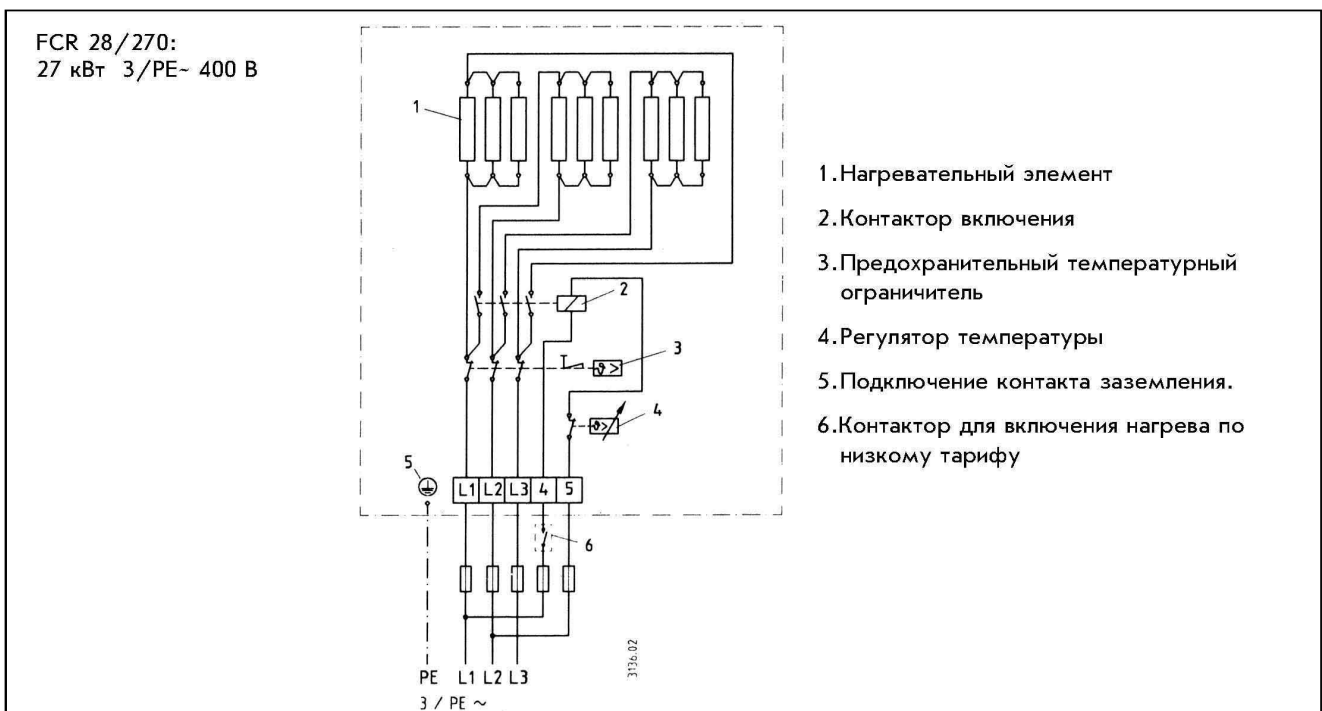 FCR 28/270:
27 кВт 3/PE~ 400 В
1
2
3
ϑ>
4
ϑ>
5
L1 L2 L3 4 5
6
PE L1 L2 L3
3 / PE ~
3136.02
1.Нагревательный элемент
2.Контактор включения
3.Предохранительный температурный
ограничитель
4.Регулятор температуры
5.Подключение контакта заземления.
6.Контактор для включения нагрева по
низкому тарифу